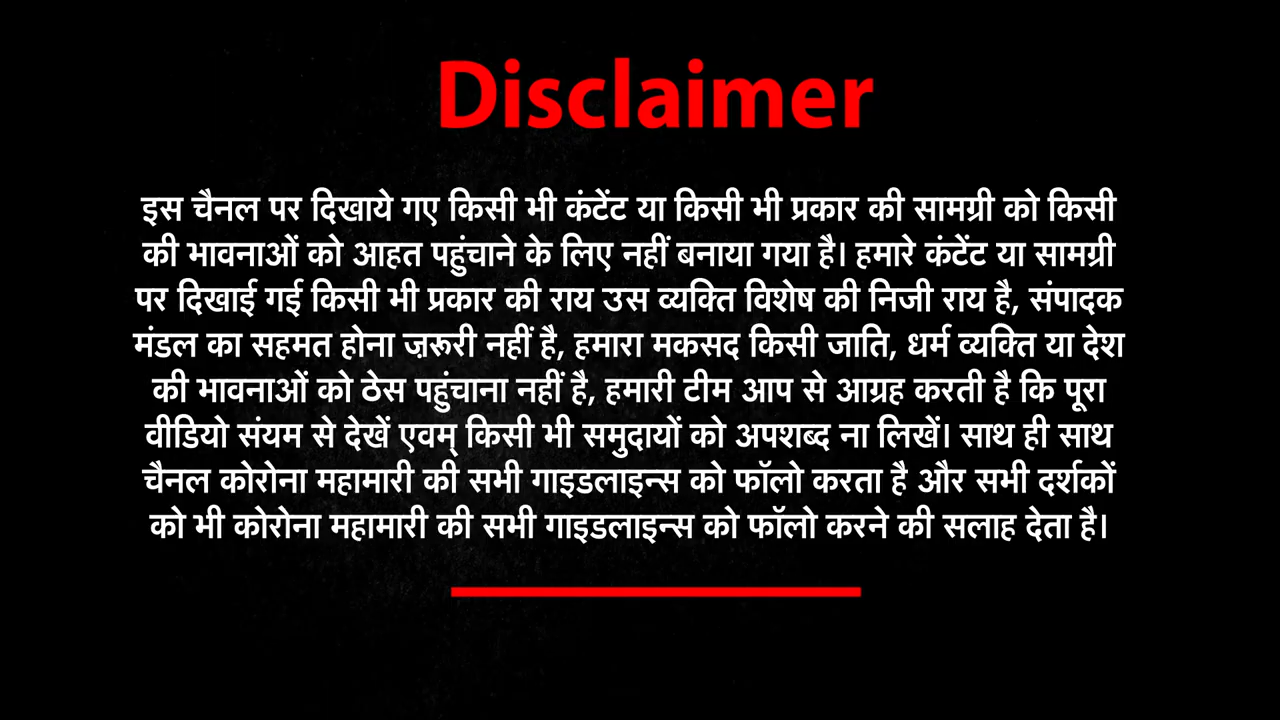 Disclaimer
इस चैनल पर दिखाये गए किसी भी कंटेंट या किसी भी प्रकार की सामग्री को किसी
की भावनाओं को आहत पहुंचाने के लिए नहीं बनाया गया है। हमारे कंटेंट या सामग्री
पर दिखाई गई किसी भी प्रकार की राय उस व्यक्ति विशेष की निजी राय है, संपादक
मंडल का सहमत होना ज़रूरी नहीं है, हमारा मकसद किसी जाति, धर्म व्यक्ति या देश
की भावनाओं को ठेस पहुंचाना नहीं है, हमारी टीम आप से आग्रह करती है कि पूरा
वीडियो संयम से देखें एवम् किसी भी समुदायों को अपशब्द ना लिखें। साथ ही साथ
चैनल कोरोना महामारी की सभी गाइडलाइन्स को फॉलो करता है और सभी दर्शकों
को भी कोरोना महामारी की सभी गाइडलाइन्स को फॉलो करने की सलाह देता है।